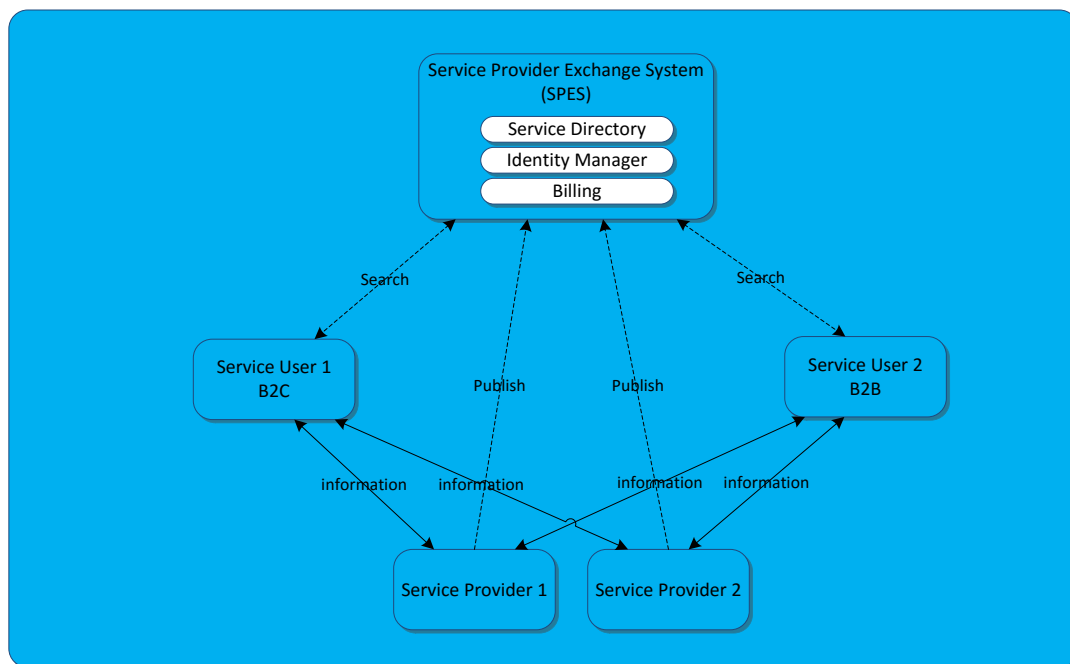 Service Provider Exchange System
(SPES)
Service Directory
Identity Manager
Billing
Search
Search
Service User 1
B2C
Service User 2
B2B
Publish
Publish
information
information
information
information
Service Provider 1
Service Provider 2